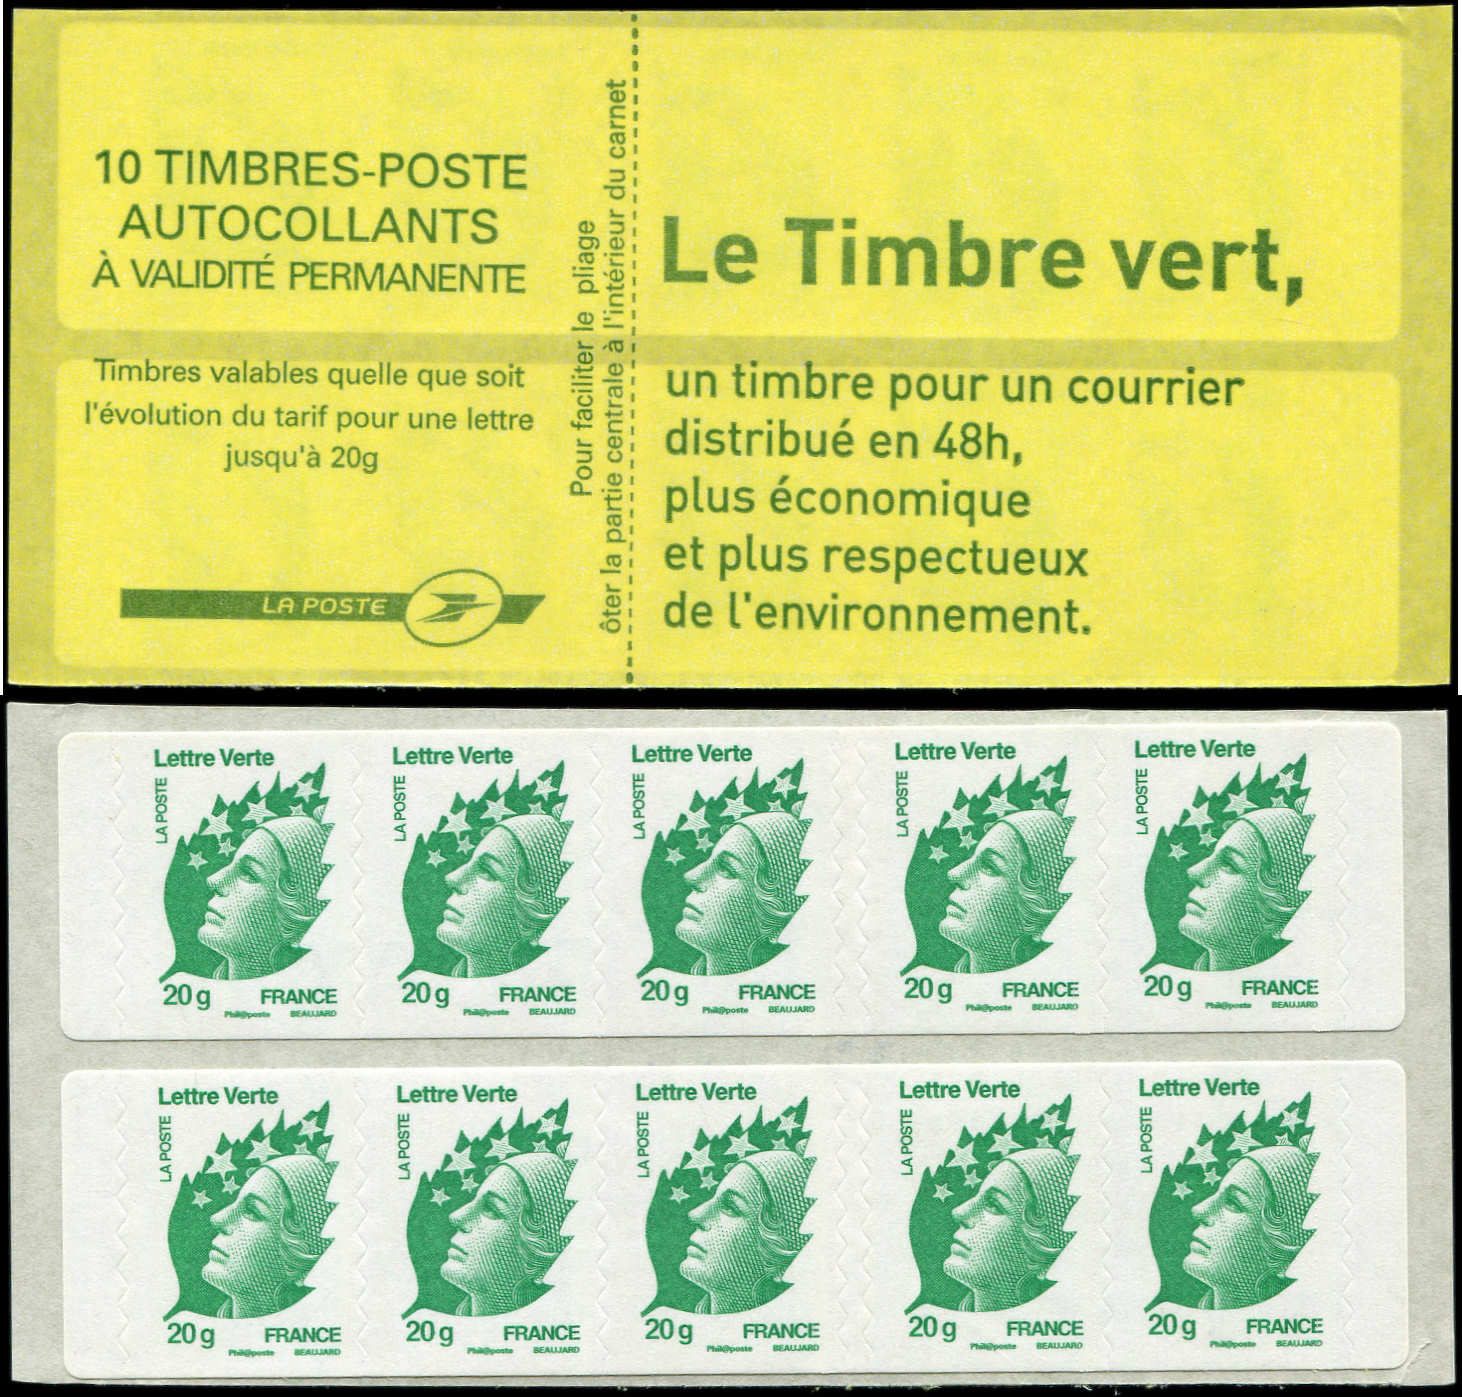 10 TIMBRES-POSTE
AUTOCOLLANTS
À VALIDITÉ PERMANENTE
Timbres valables quelle que soit
l'évolution du tarif pour une lettre
jusqu'à 20g
LA POSTE
Pour faciliter le pliage
ôter la partie centrale à l'intérieur du carnet
Le Timbre vert,
un timbre pour un courrier
distribué en 48h,
plus économique
et plus respectueux
de l'environnement.
Lettre Verte Lettre Verte Lettre Verte Lettre Verte Lettre Verte
LA POSTE LA POSTE LA POSTE LA POSTE LA POSTE
20 g FRANCE 20 g FRANCE 20 g FRANCE 20 g FRANCE 20 g FRANCE
Phil@poste BEAUJARD Phil@poste BEAUJARD Phil@poste BEAUJARD Phil@poste BEAUJARD Phil@poste BEAUJARD
Lettre Verte Lettre Verte Lettre Verte Lettre Verte Lettre Verte
LA POSTE LA POSTE LA POSTE LA POSTE LA POSTE
20 g FRANCE 20 g FRANCE 20 g FRANCE 20 g FRANCE 20 g FRANCE
Phil@poste BEAUJARD Phil@poste BEAUJARD Phil@poste BEAUJARD Phil@poste BEAUJARD Phil@poste BEAUJARD